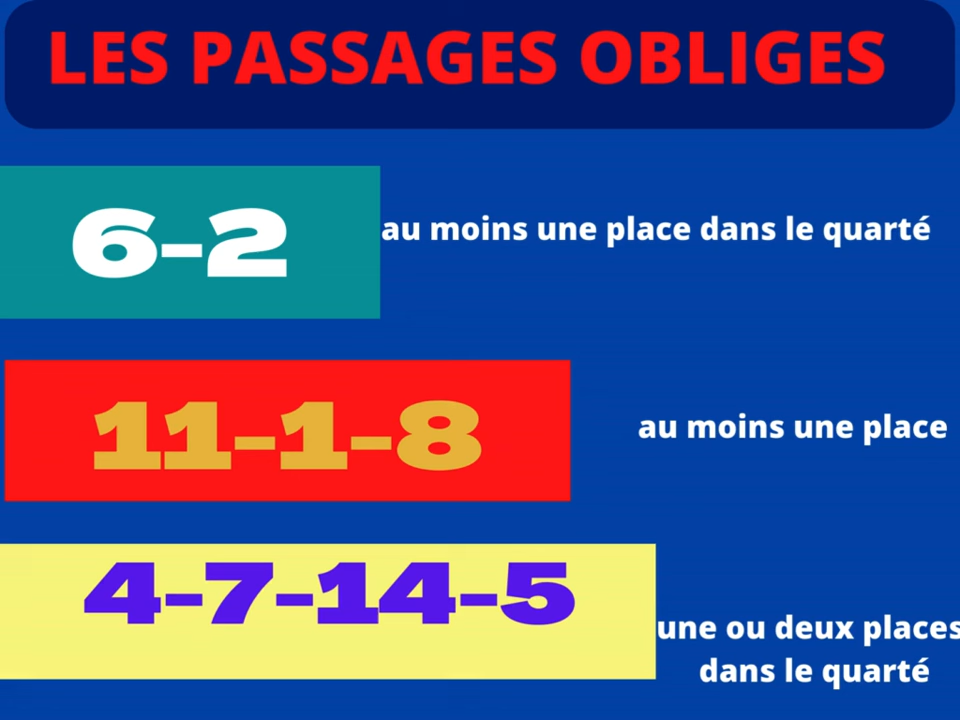 LES PASSAGES OBLIGES
6-2
au moins une place dans le quarté
11-1-8
au moins une place
4-7-14-5
une ou deux places
dans le quarté